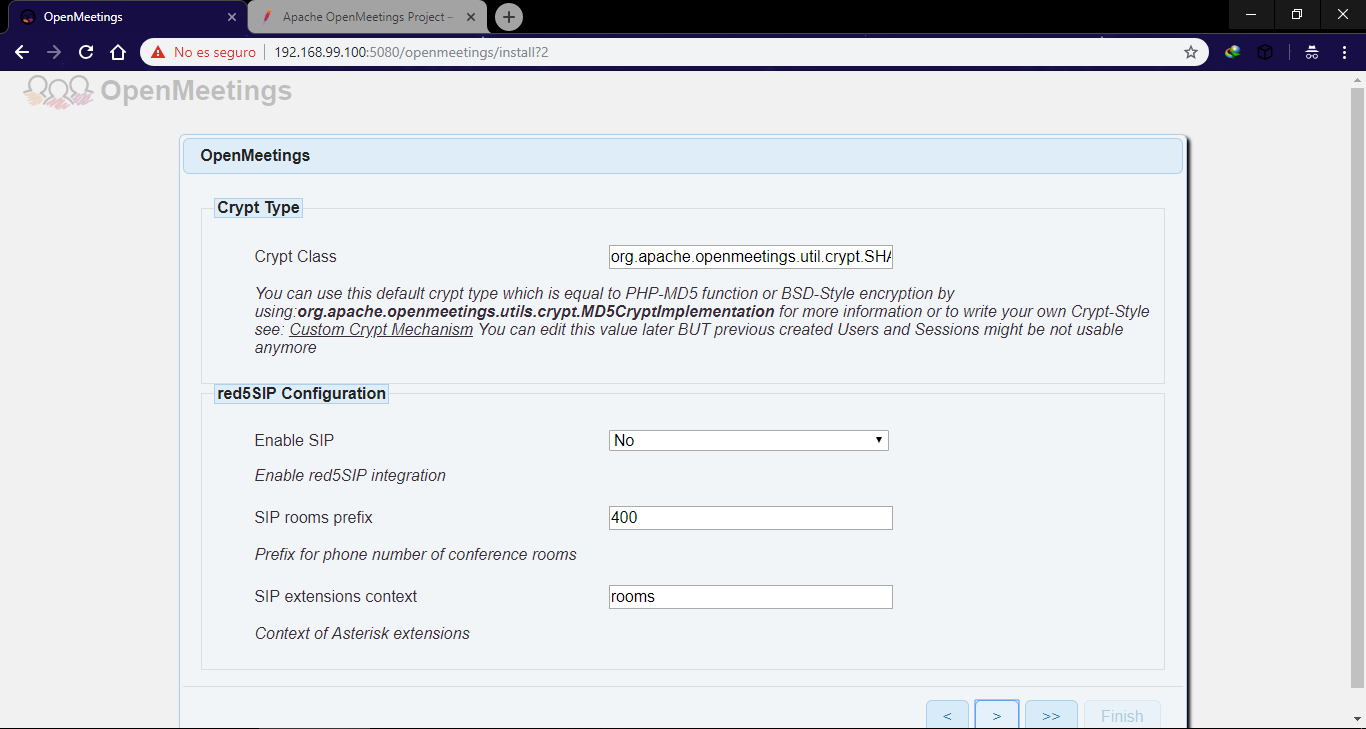 OpenMeetings
Apache OpenMeetings Project –
No es seguro
192.168.99.100:5080/openmeetings/install?2
OpenMeetings
OpenMeetings
Crypt Type
Crypt Class
org.apache.openmeetings.util.crypt.SHA
You can use this default crypt type which is equal to PHP-MD5 function or BSD-Style encryption by
using:org.apache.openmeetings.utils.crypt.MD5CryptImplementation for more information or to write your own Crypt-Style
see: Custom Crypt Mechanism You can edit this value later BUT previous created Users and Sessions might be not usable
anymore
red5SIP Configuration
Enable SIP
No
Enable red5SIP integration
SIP rooms prefix
400
Prefix for phone number of conference rooms
SIP extensions context
rooms
Context of Asterisk extensions
< > >> Finish